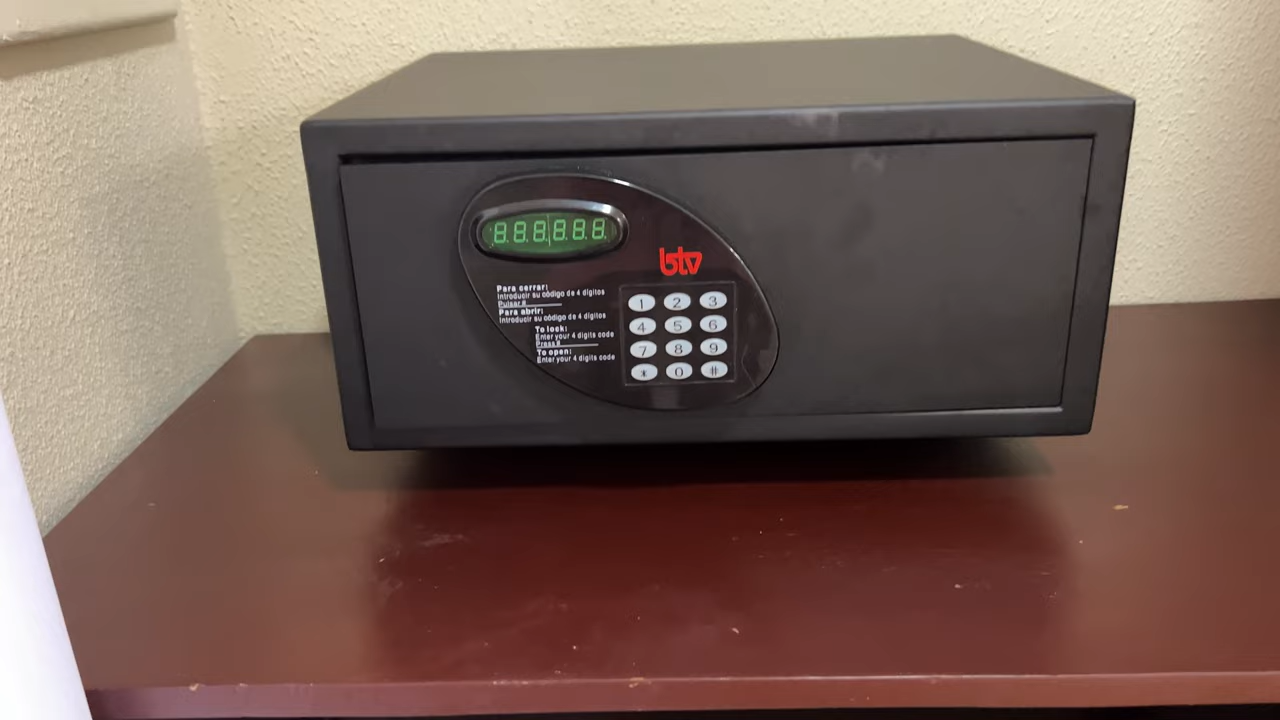 8.8.8.8.8.8.
btv
Para cerrar:
Introducir su código de 4 dígitos
Pulsar #
Para abrir:
Introducir su código de 4 dígitos
To lock:
Enter your 4 digits code
Press #
To open:
Enter your 4 digits code
1 2 3
4 5 6
7 8 9
* 0 #